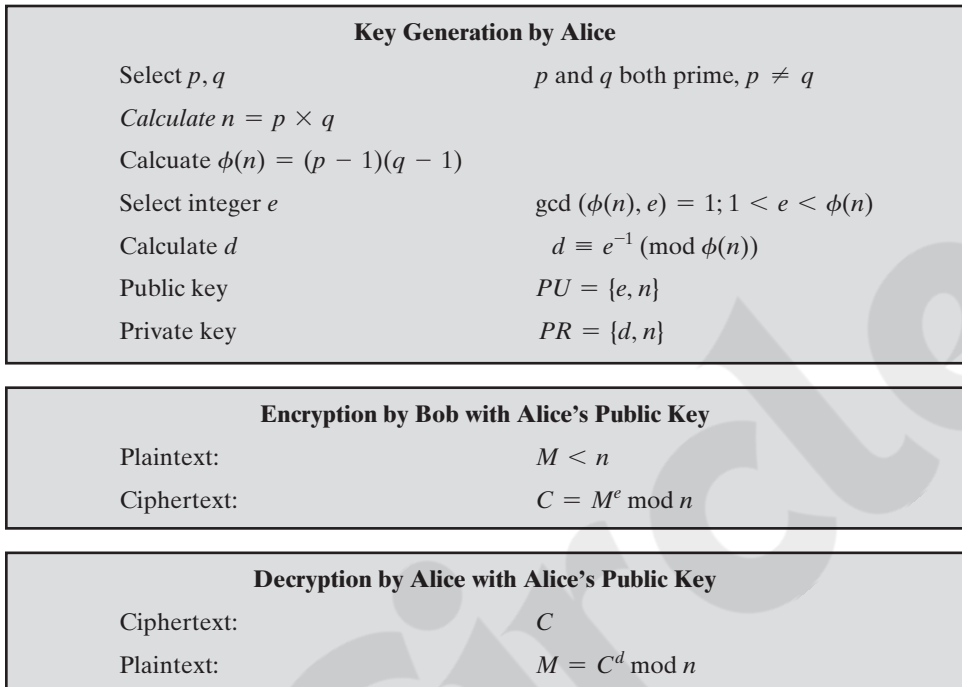 Key Generation by Alice
Select p, q p and q both prime, p ≠ q
Calculate n = p × q
Calcuate ϕ(n) = (p − 1)(q − 1)
Select integer e gcd (ϕ(n), e) = 1; 1 < e < ϕ(n)
Calculate d d ≡ e⁻¹ (mod ϕ(n))
Public key PU = {e, n}
Private key PR = {d, n}
Encryption by Bob with Alice’s Public Key
Plaintext: M < n
Ciphertext: C = Mᵉ mod n
Decryption by Alice with Alice’s Public Key
Ciphertext: C
Plaintext: M = Cᵈ mod n